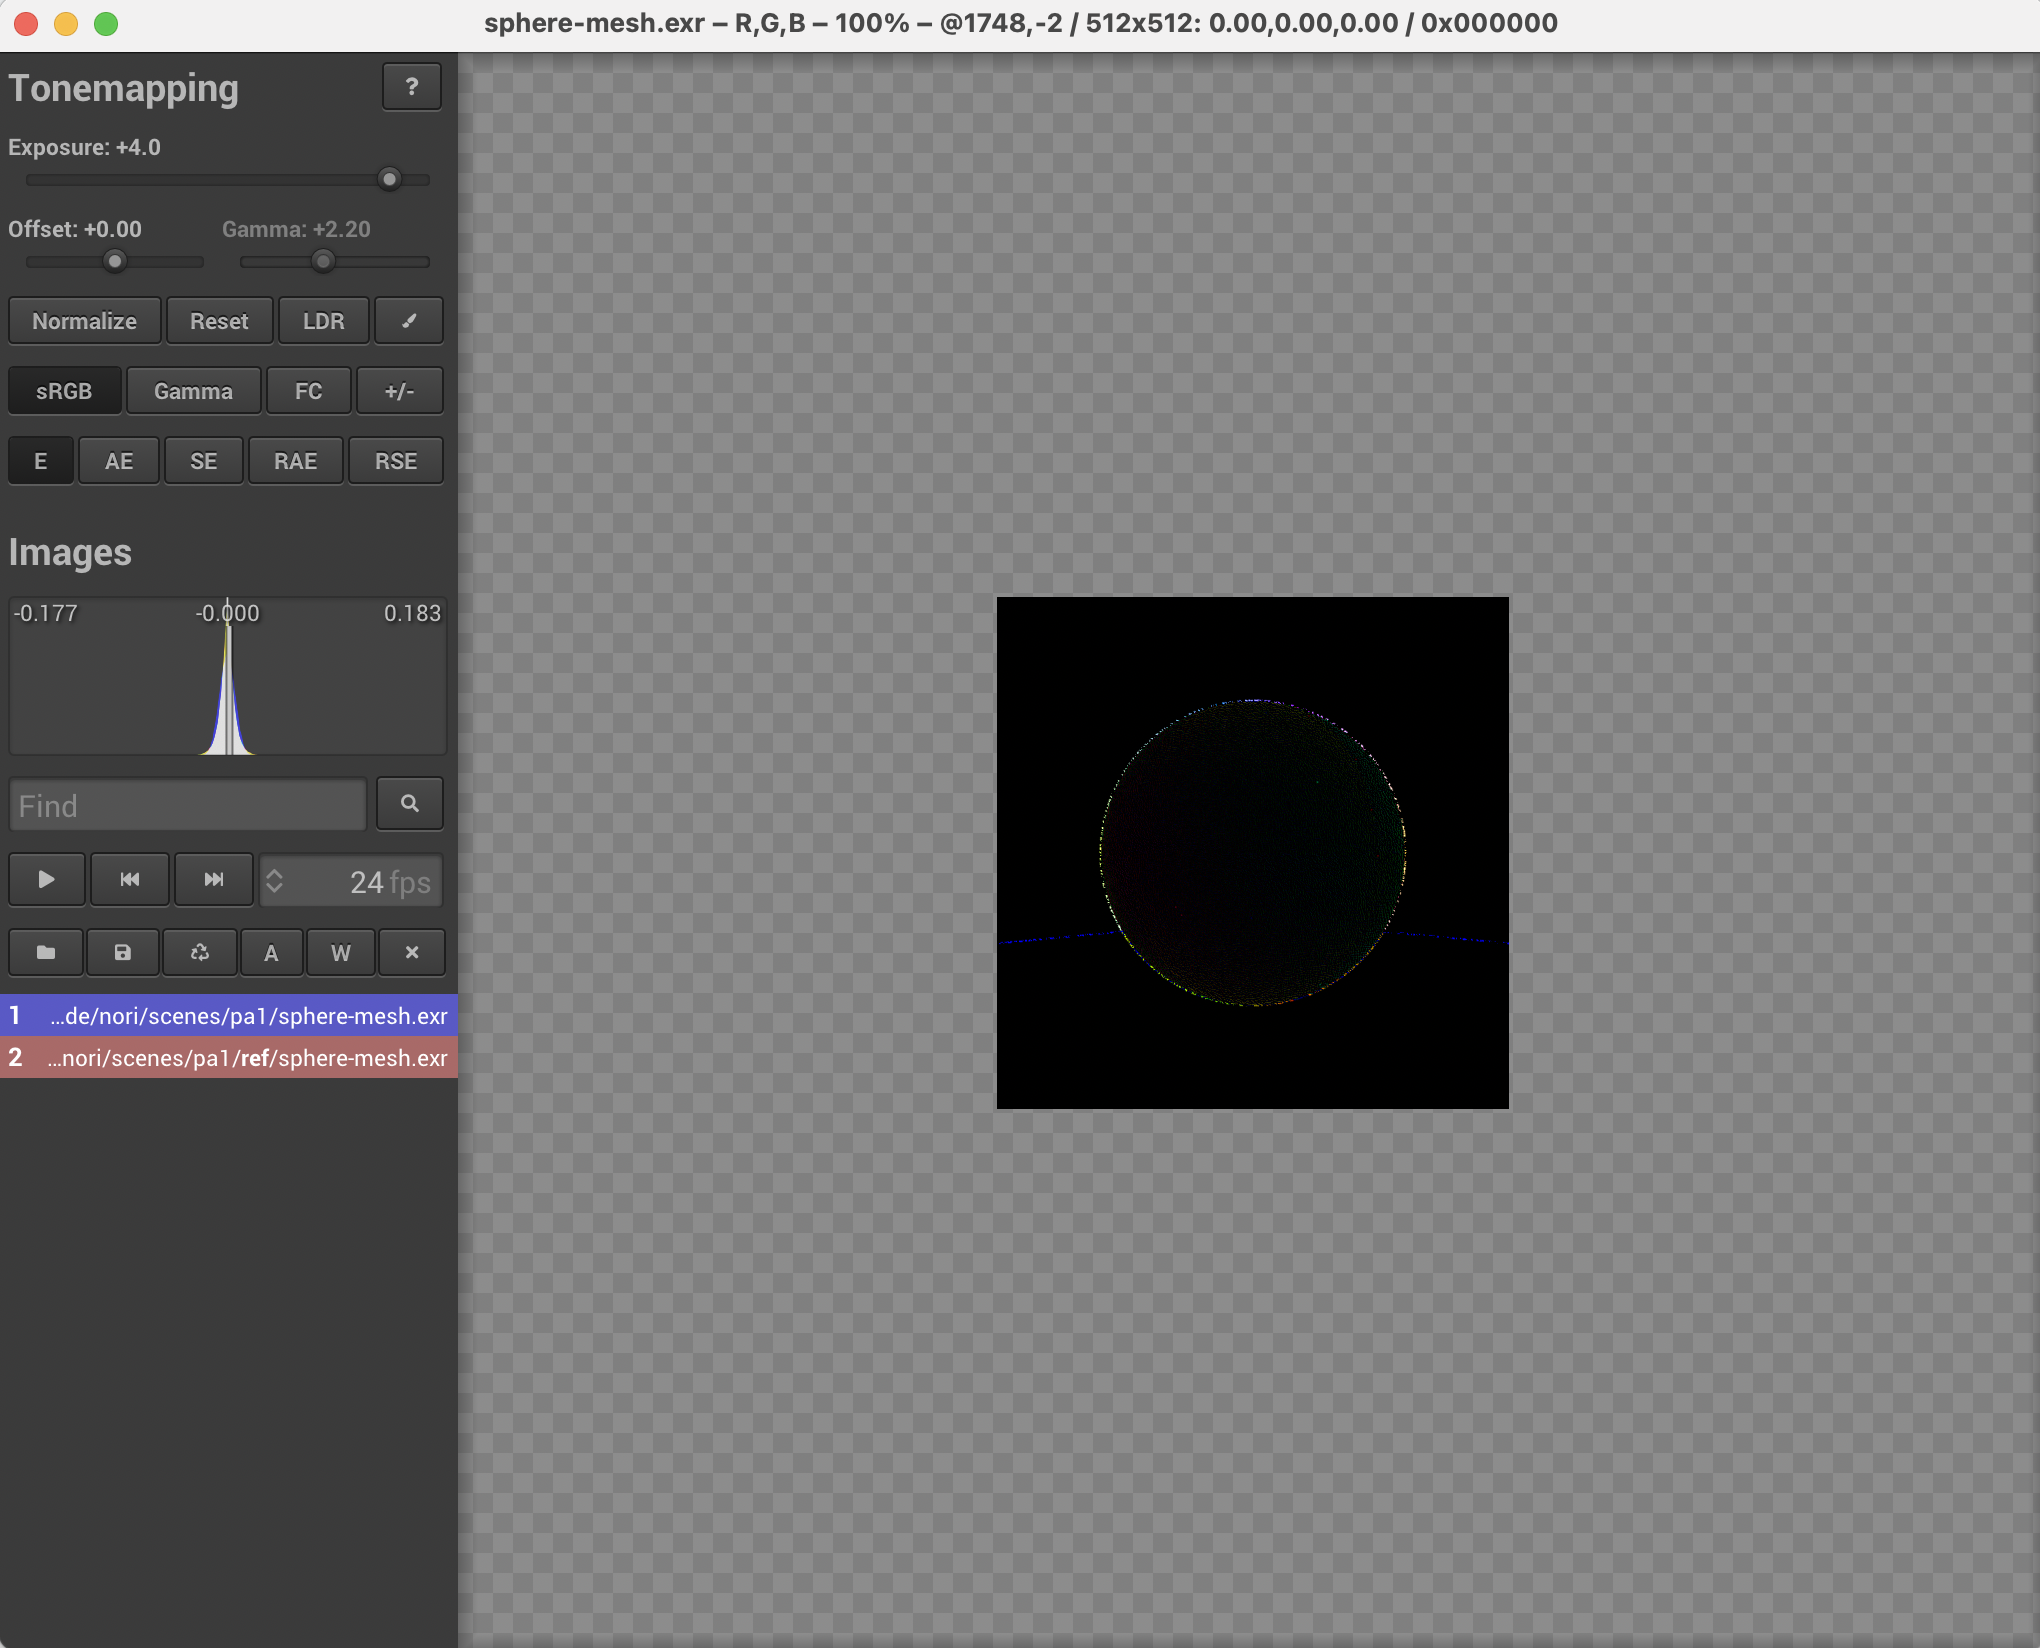 sphere-mesh.exr – R,G,B – 100% – @1748,-2 / 512x512: 0.00,0.00,0.00 / 0x000000
Tonemapping
?
Exposure: +4.0
Offset: +0.00 Gamma: +2.20
Normalize Reset LDR
sRGB Gamma FC +/-
E AE SE RAE RSE
Images
-0.177 -0.000 0.183
Find
24 fps
A W
1 ...de/nori/scenes/pa1/sphere-mesh.exr
2 ...nori/scenes/pa1/ref/sphere-mesh.exr